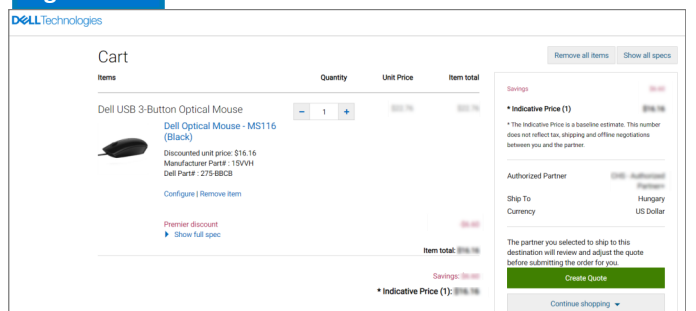 DELLTechnologies
Cart
Remove all items Show all specs
Items Quantity Unit Price Item total
Dell USB 3-Button Optical Mouse − 1 +
Dell Optical Mouse - MS116
(Black)
Discounted unit price: $16.16
Manufacturer Part# : 15VVH
Dell Part# : 275-BBCB
Configure | Remove item
Premier discount
Show full spec
Item total:
Savings:
* Indicative Price (1):
Savings
* Indicative Price (1)
* The Indicative Price is a baseline estimate. This number
does not reflect tax, shipping and offline negotiations
between you and the partner.
Authorized Partner
Ship To Hungary
Currency US Dollar
The partner you selected to ship to this
destination will review and adjust the quote
before submitting the order for you.
Create Quote
Continue shopping